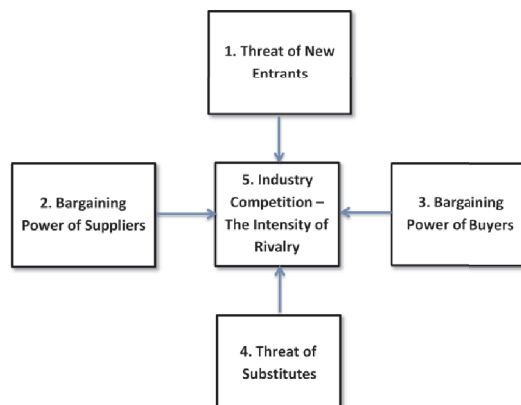 1. Threat of New
Entrants
2. Bargaining
Power of Suppliers
5. Industry
Competition –
The Intensity of
Rivalry
3. Bargaining
Power of Buyers
4. Threat of
Substitutes